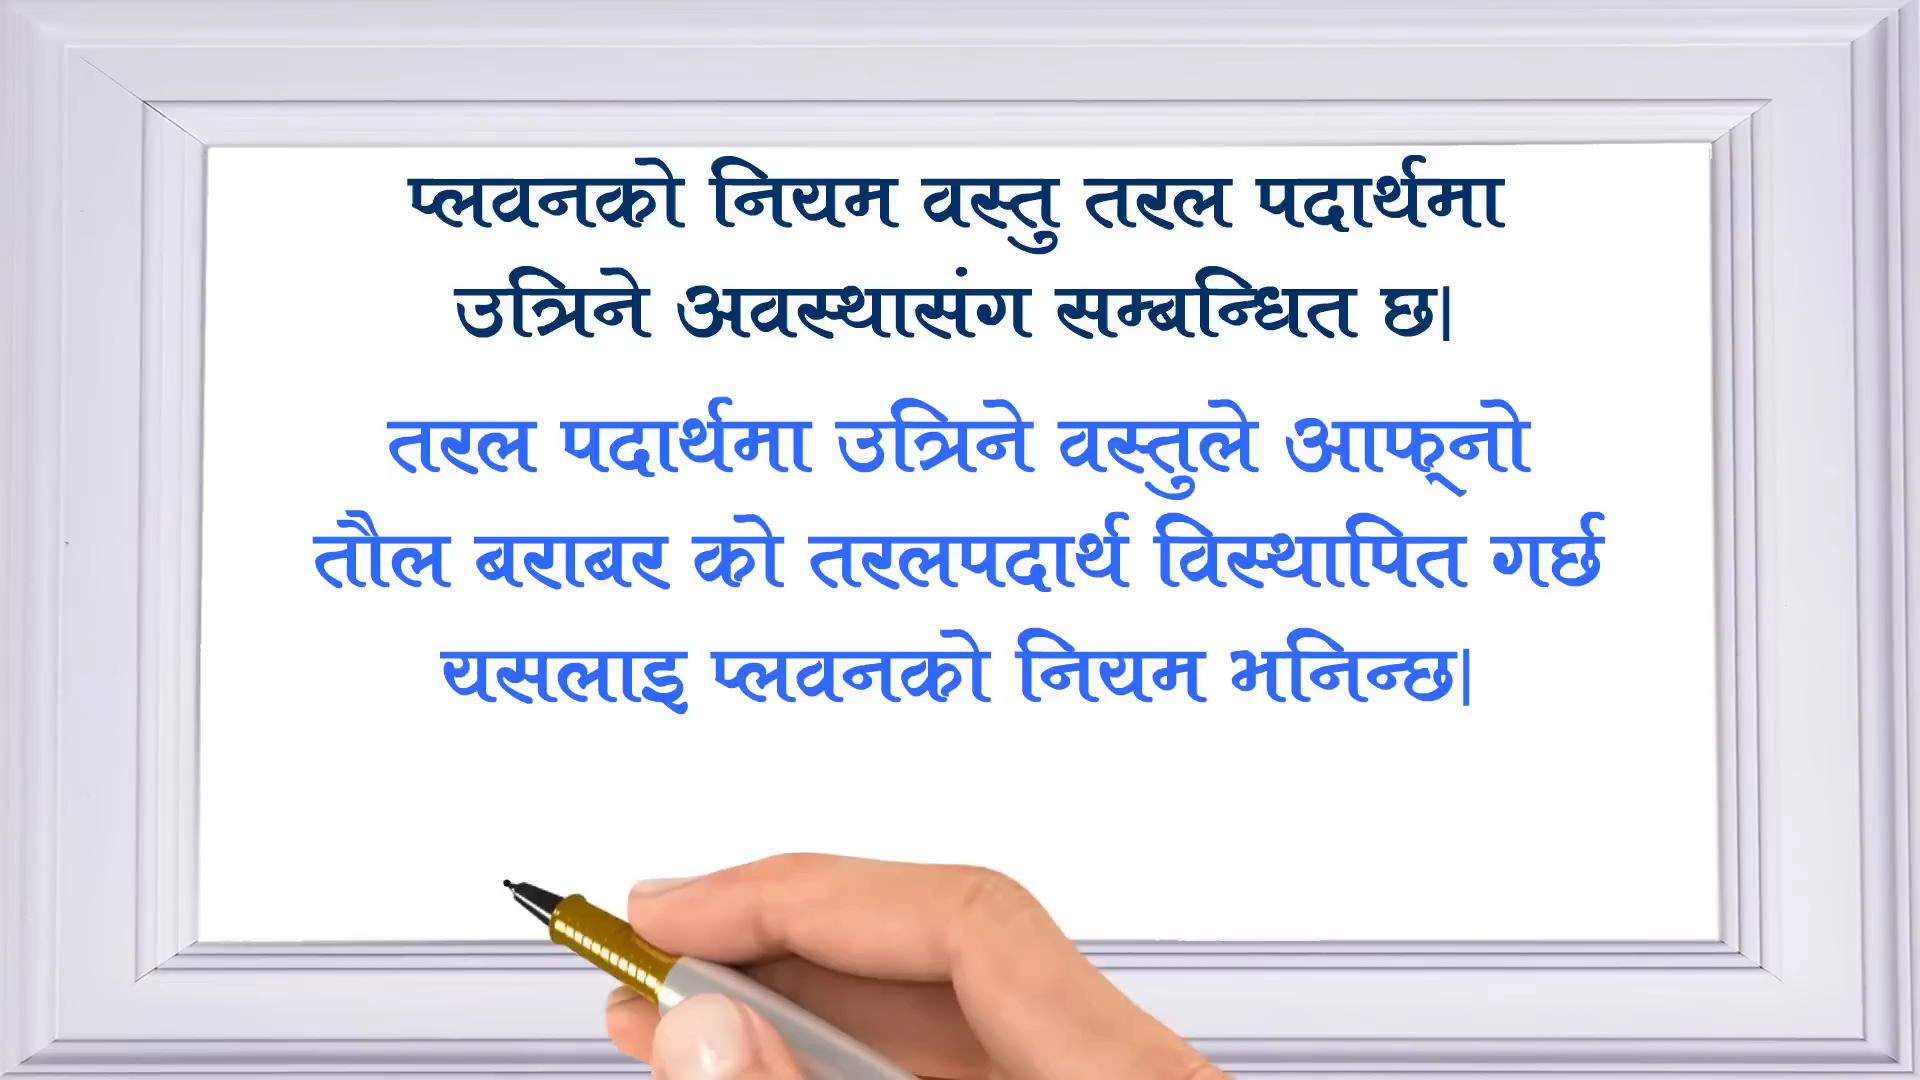 प्लवनको नियम वस्तु तरल पदार्थमा
उत्रिने अवस्थासंग सम्बन्धित छ|
तरल पदार्थमा उत्रिने वस्तुले आफ्‌नो
तौल बराबर को तरलपदार्थ विस्थापित गर्छ
यसलाइ प्लवनको नियम भनिन्छ|